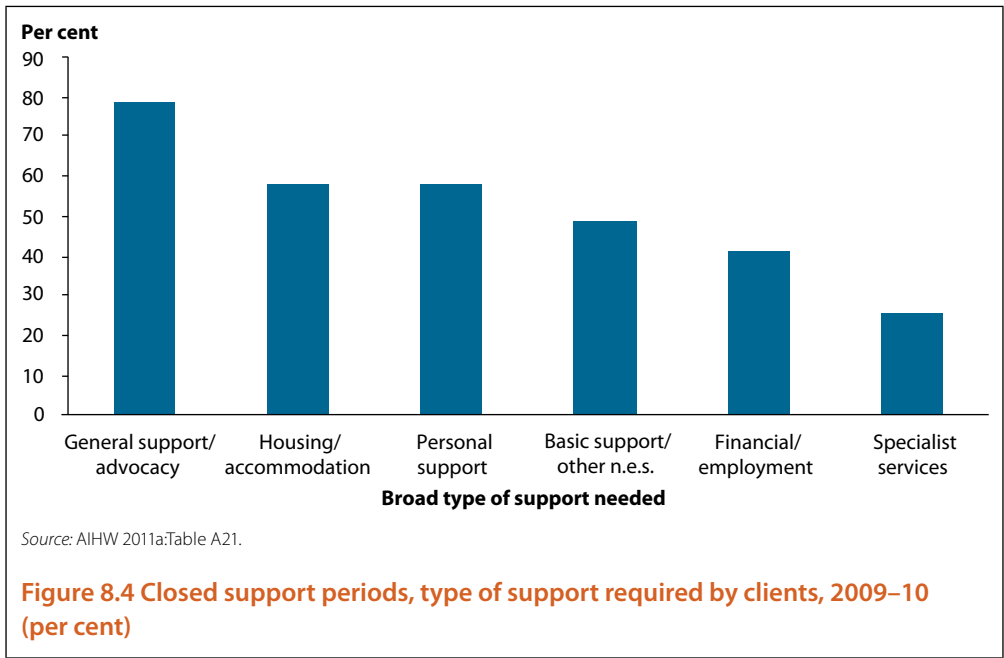 Per cent
90
80
70
60
50
40
30
20
10
0
General support/
advocacy
Housing/
accommodation
Personal
support
Basic support/
other n.e.s.
Financial/
employment
Specialist
services
Broad type of support needed
Source: AIHW 2011a:Table A21.
Figure 8.4 Closed support periods, type of support required by clients, 2009–10
(per cent)